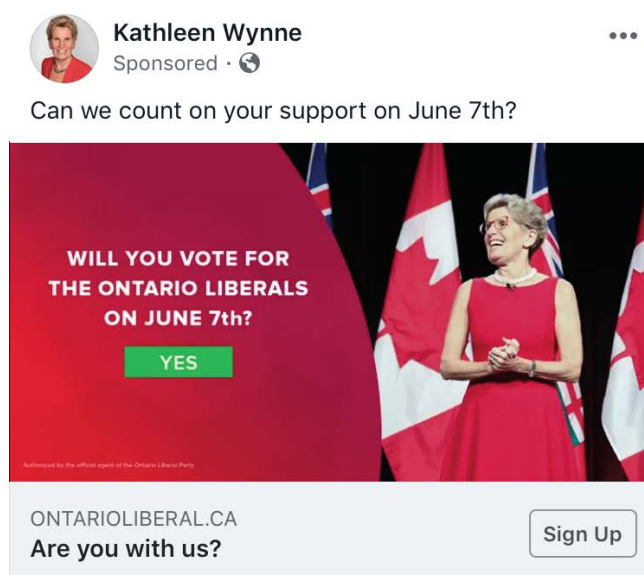 Kathleen Wynne
Sponsored ·
Can we count on your support on June 7th?
WILL YOU VOTE FOR
THE ONTARIO LIBERALS
ON JUNE 7th?
YES
Authorized by the official agent of the Ontario Liberal Party
ONTARIOLIBERAL.CA
Are you with us?
Sign Up